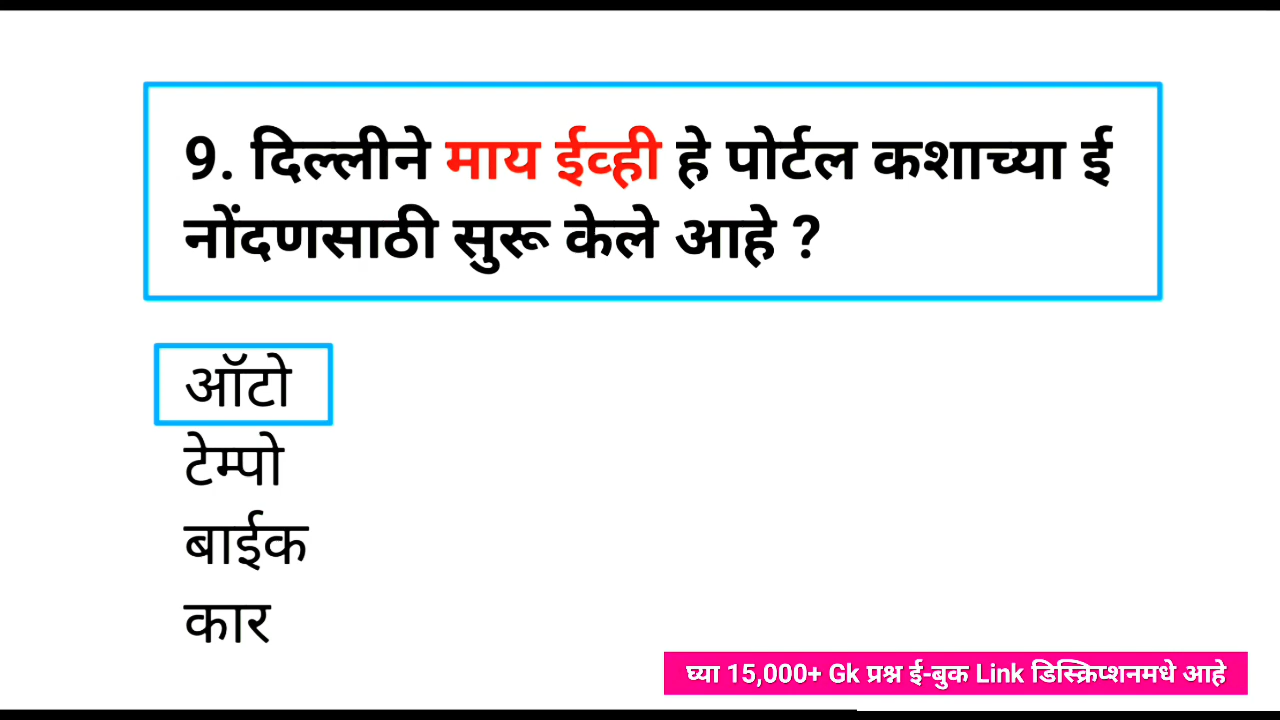 9. दिल्लीने माय ईव्ही हे पोर्टल कशाच्या ई
नोंदणसाठी सुरू केले आहे ?
ऑटो
टेम्पो
बाईक
कार
घ्या 15,000+ Gk प्रश्न ई-बुक Link डिस्क्रिप्शनमधे आहे